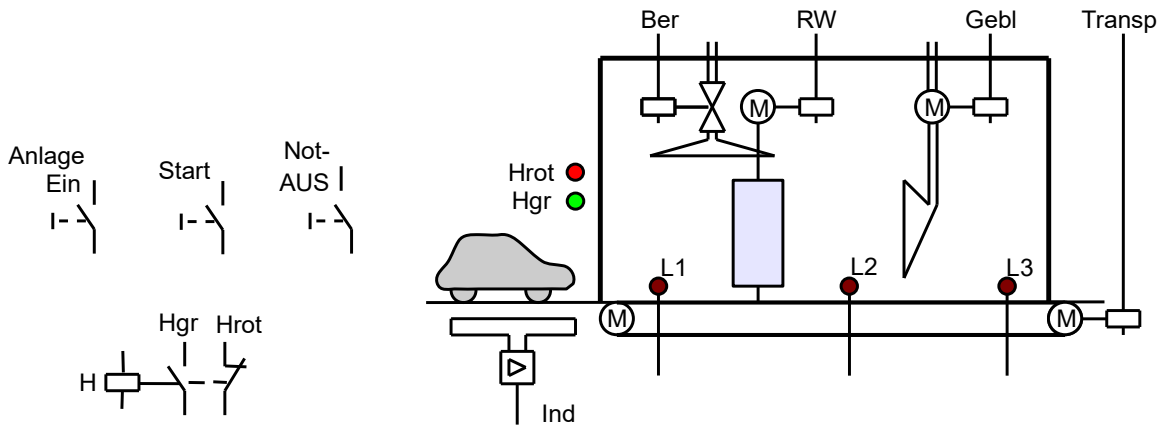 Ber RW Gebl Transp
M M
Anlage
Ein
Start
Not-
AUS
Hrot
Hgr
L1 L2 L3
M M
Hgr Hrot
H
Ind